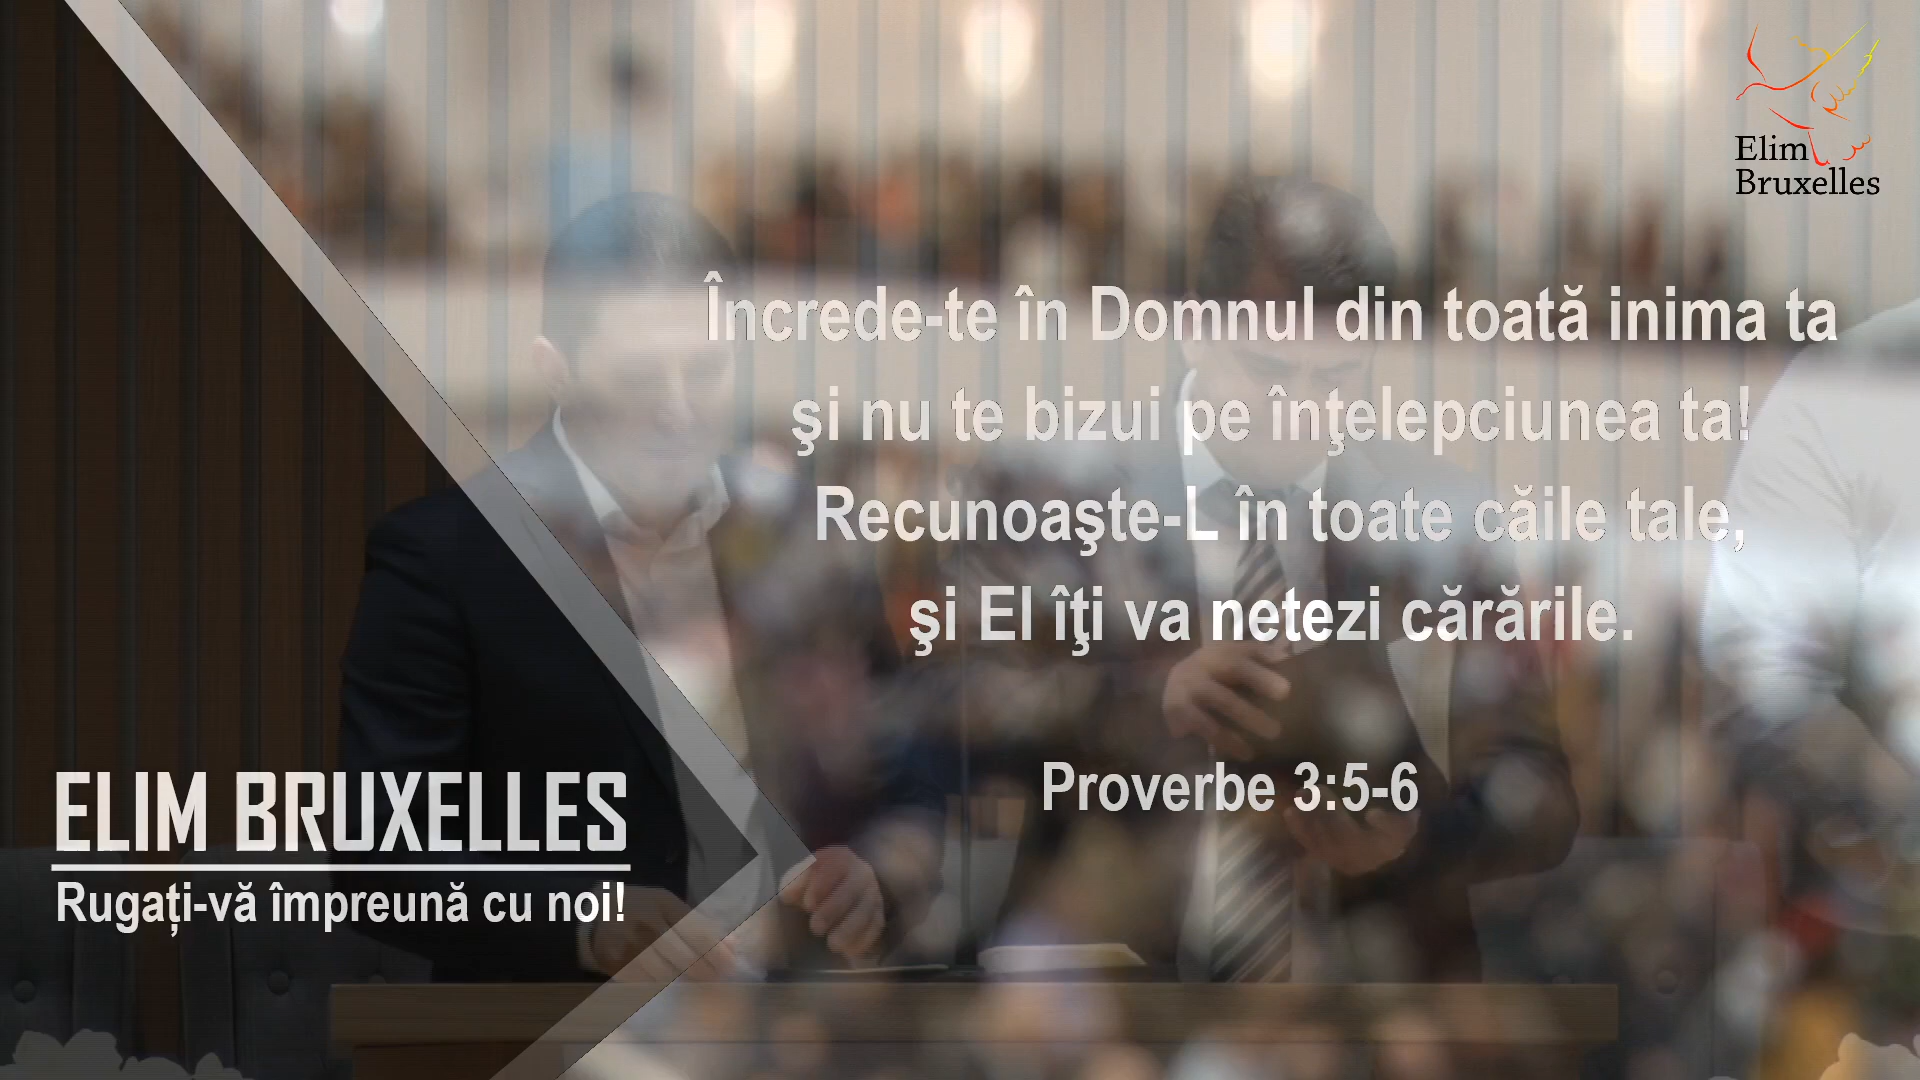 Elim
Bruxelles
Încrede-te în Domnul din toată inima ta
şi nu te bizui pe înţelepciunea ta!
Recunoaşte-L în toate căile tale,
şi El îţi va netezi cărările.
Proverbe 3:5-6
ELIM BRUXELLES
Rugați-vă împreună cu noi!